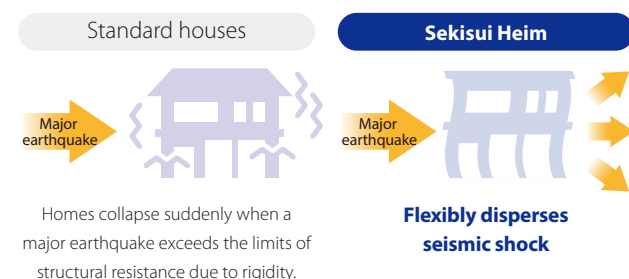 Standard houses
Sekisui Heim
Major
earthquake
Major
earthquake
Homes collapse suddenly when a
major earthquake exceeds the limits of
structural resistance due to rigidity.
Flexibly disperses
seismic shock